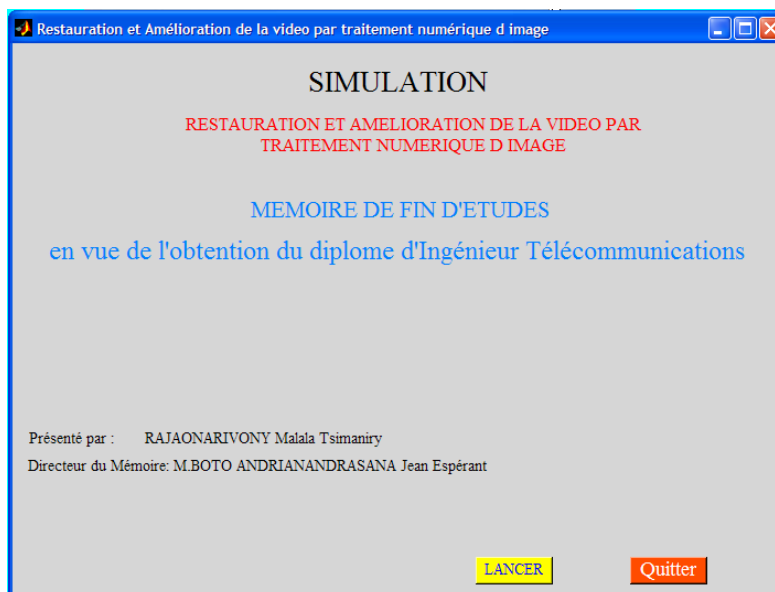 Restauration et Amélioration de la video par traitement numérique d image
SIMULATION
RESTAURATION ET AMELIORATION DE LA VIDEO PAR
TRAITEMENT NUMERIQUE D IMAGE
MEMOIRE DE FIN D'ETUDES
en vue de l'obtention du diplome d'Ingénieur Télécommunications
Présenté par : RAJAONARIVONY Malala Tsimaniry
Directeur du Mémoire: M.BOTO ANDRIANANDRASANA Jean Espérant
LANCER Quitter